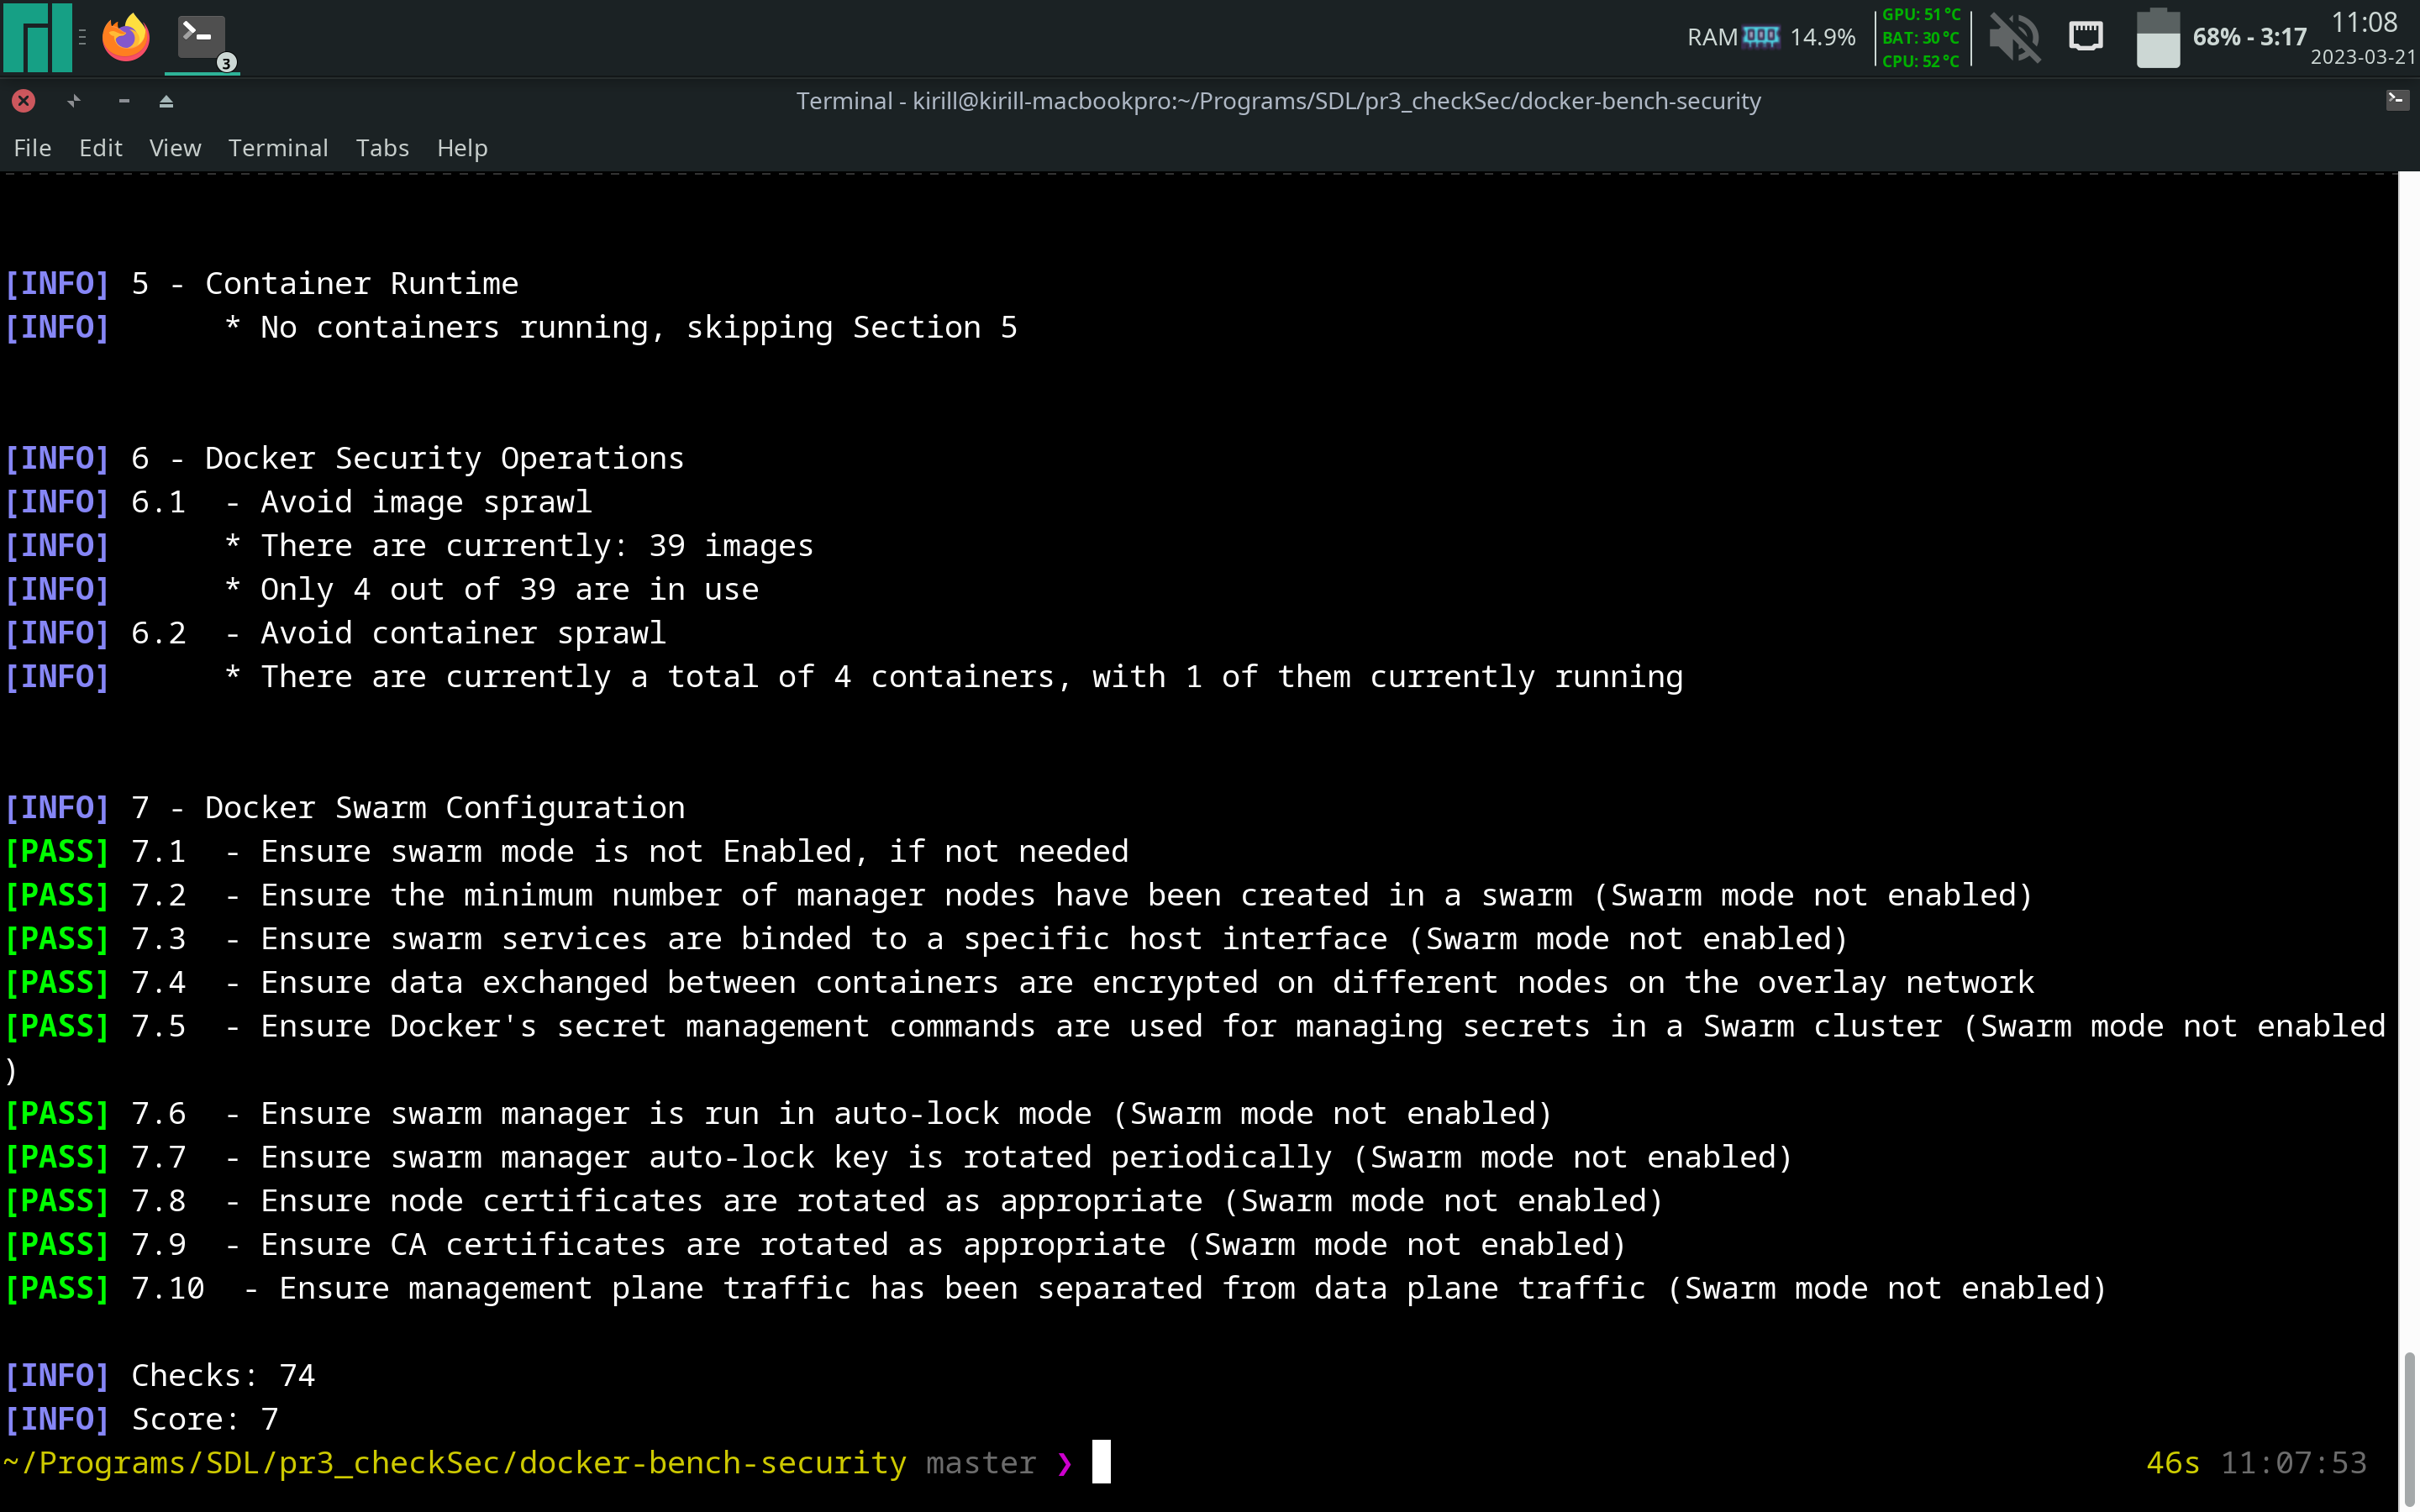 3
RAM 14.9%
GPU: 51 °C
BAT: 30 °C
CPU: 52 °C
68% - 3:17
11:08
2023-03-21
Terminal - kirill@kirill-macbookpro:~/Programs/SDL/pr3_checkSec/docker-bench-security
File Edit View Terminal Tabs Help
[INFO] 5 - Container Runtime
[INFO]      * No containers running, skipping Section 5
[INFO] 6 - Docker Security Operations
[INFO] 6.1  - Avoid image sprawl
[INFO]      * There are currently: 39 images
[INFO]      * Only 4 out of 39 are in use
[INFO] 6.2  - Avoid container sprawl
[INFO]      * There are currently a total of 4 containers, with 1 of them currently running
[INFO] 7 - Docker Swarm Configuration
[PASS] 7.1  - Ensure swarm mode is not Enabled, if not needed
[PASS] 7.2  - Ensure the minimum number of manager nodes have been created in a swarm (Swarm mode not enabled)
[PASS] 7.3  - Ensure swarm services are binded to a specific host interface (Swarm mode not enabled)
[PASS] 7.4  - Ensure data exchanged between containers are encrypted on different nodes on the overlay network
[PASS] 7.5  - Ensure Docker's secret management commands are used for managing secrets in a Swarm cluster (Swarm mode not enabled
)
[PASS] 7.6  - Ensure swarm manager is run in auto-lock mode (Swarm mode not enabled)
[PASS] 7.7  - Ensure swarm manager auto-lock key is rotated periodically (Swarm mode not enabled)
[PASS] 7.8  - Ensure node certificates are rotated as appropriate (Swarm mode not enabled)
[PASS] 7.9  - Ensure CA certificates are rotated as appropriate (Swarm mode not enabled)
[PASS] 7.10  - Ensure management plane traffic has been separated from data plane traffic (Swarm mode not enabled)
[INFO] Checks: 74
[INFO] Score: 7
~/Programs/SDL/pr3_checkSec/docker-bench-security master ❯ 46s 11:07:53